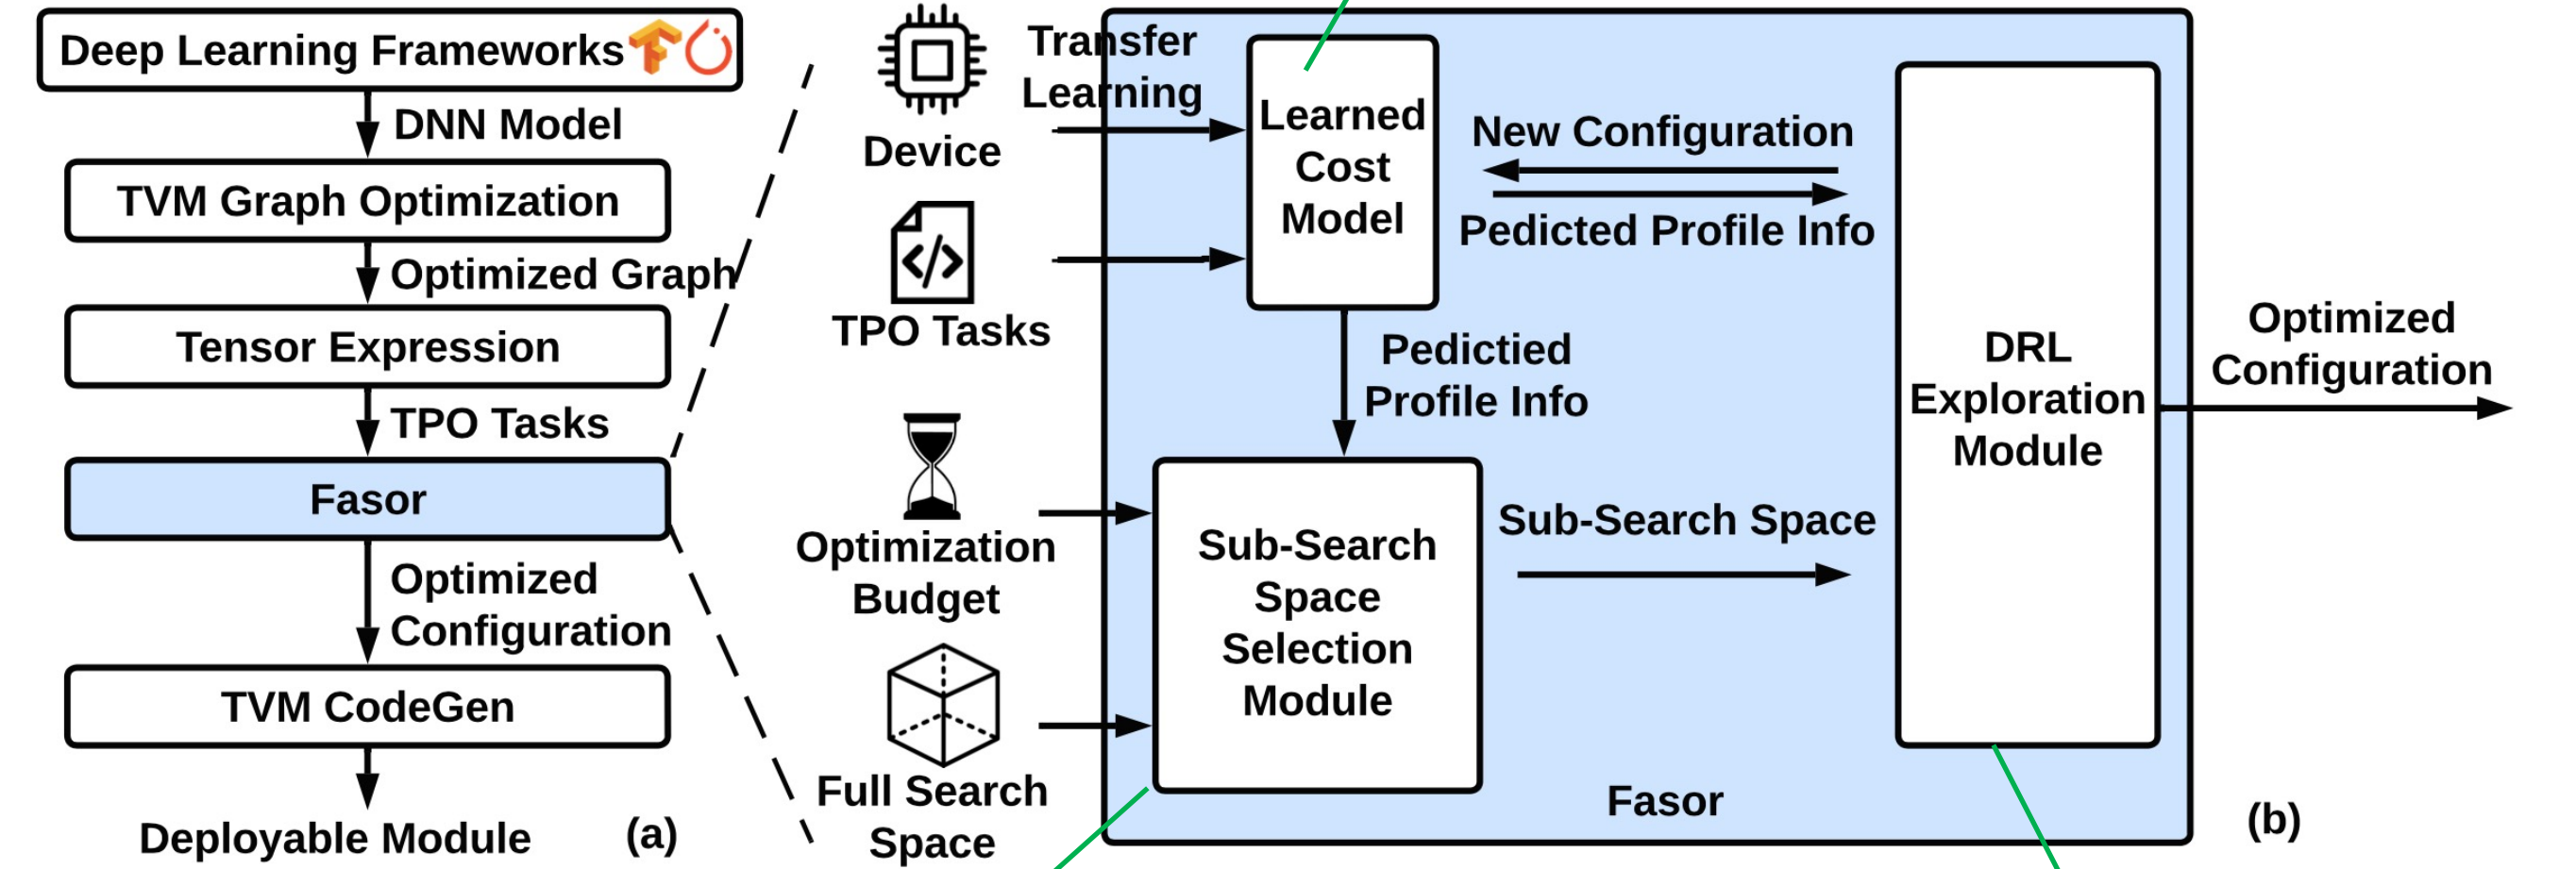 Deep Learning Frameworks
DNN Model
TVM Graph Optimization
Optimized Graph
Tensor Expression
TPO Tasks
Fasor
Optimized
Configuration
TVM CodeGen
Deployable Module
(a)
Device
TPO Tasks
Optimization
Budget
Full Search
Space
Transfer
Learning
Learned
Cost
Model
New Configuration
Pedicted Profile Info
Pedictied
Profile Info
Sub-Search
Space
Selection
Module
Sub-Search Space
DRL
Exploration
Module
Fasor
Optimized
Configuration
(b)